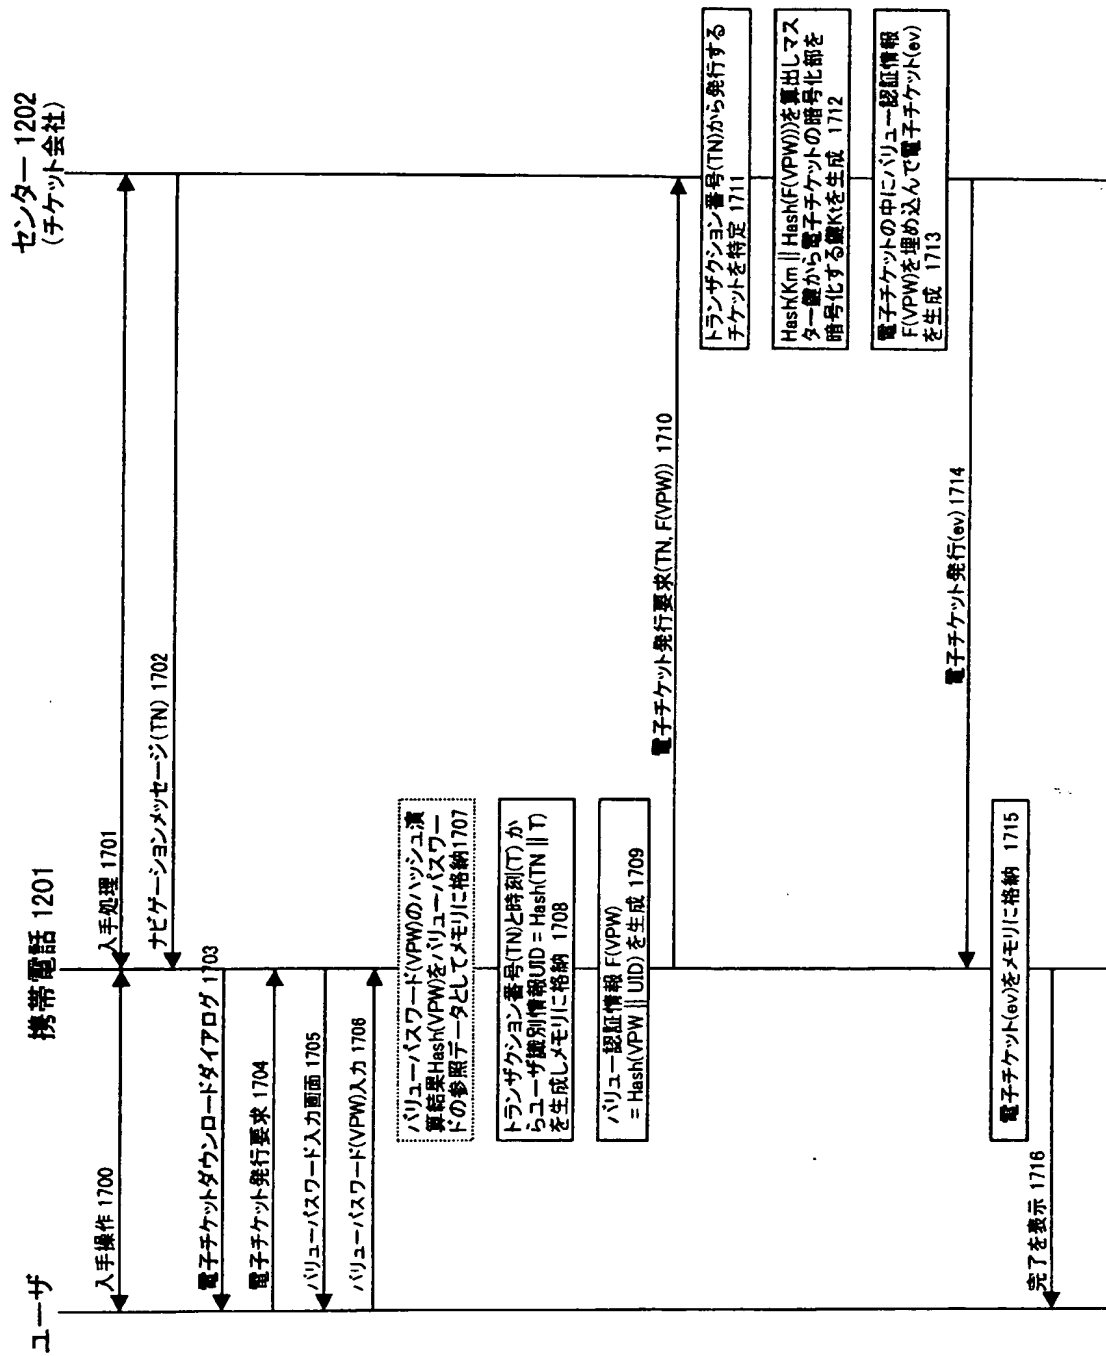 ユーザ
携帯電話 1201
センター 1202
(チケット会社)
入手操作 1700
入手処理 1701
ナビゲーションメッセージ(TN) 1702
電子チケットダウンロードダイアログ 1703
電子チケット発行要求 1704
バリューパスワード入力画面 1705
バリューパスワード(VPW)入力 1706
バリューパスワード(VPW)のハッシュ演
算結果Hash(VPW)をバリューパスワー
ドの参照データとしてメモリに格納1707
トランザクション番号(TN)と時刻(T)か
らユーザ識別情報UID = Hash(TN || T)
を生成しメモリに格納 1708
バリュー認証情報 F(VPW)
= Hash(VPW || UID) を生成 1709
電子チケット発行要求(TN, F(VPW)) 1710
トランザクション番号(TN)から発行する
チケットを特定 1711
Hash(Km || Hash(F(VPW)))を算出しマス
ター鍵から電子チケットの暗号化部を
暗号化する鍵Ktを生成 1712
電子チケットの中にバリュー認証情報
F(VPW)を埋め込んで電子チケット(ev)
を生成 1713
電子チケット発行(ev) 1714
電子チケット(ev)をメモリに格納 1715
完了を表示 1716